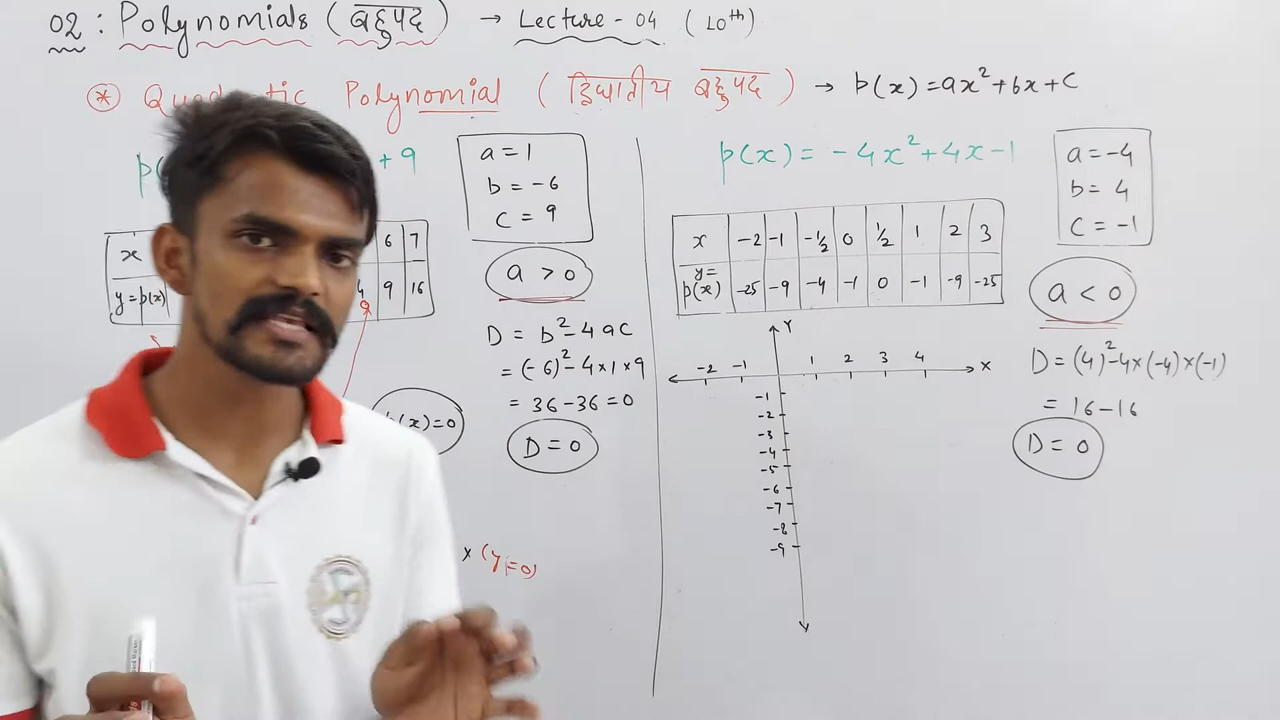 02 : Polynomials (बहुपद) → Lecture - 04 (10th)
* Quadratic Polynomial (द्विघातीय बहुपद) → p(x) = ax² + bx + c
+ 9
a = 1
b = -6
c = 9
a > 0
x 6 7
y = p(x) 9 16
D = b² - 4ac
= (-6)² - 4×1×9
= 36 - 36 = 0
D = 0
(x) = 0
x (y = 0)
p(x) = -4x² + 4x - 1
a = -4
b = 4
c = -1
a < 0
x -2 -1 -1/2 0 1/2 1 2 3
y = p(x) -25 -9 -4 -1 0 -1 -9 -25
D = (4)² - 4×(-4)×(-1)
= 16 - 16
D = 0
Y
-2 -1 1 2 3 4 X
-1
-2
-3
-4
-5
-6
-7
-8
-9
Y